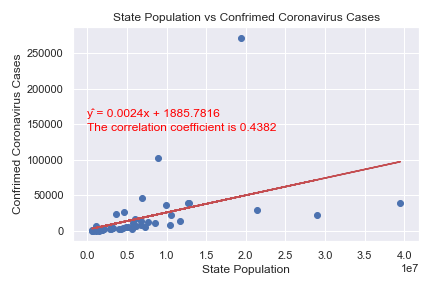 State Population vs Confrimed Coronavirus Cases
250000
200000
150000
100000
50000
0
Confrirmed Coronavirus Cases
ŷ = 0.0024x + 1885.7816
The correlation coefficient is 0.4382
0.0 0.5 1.0 1.5 2.0 2.5 3.0 3.5 4.0
State Population
1e7